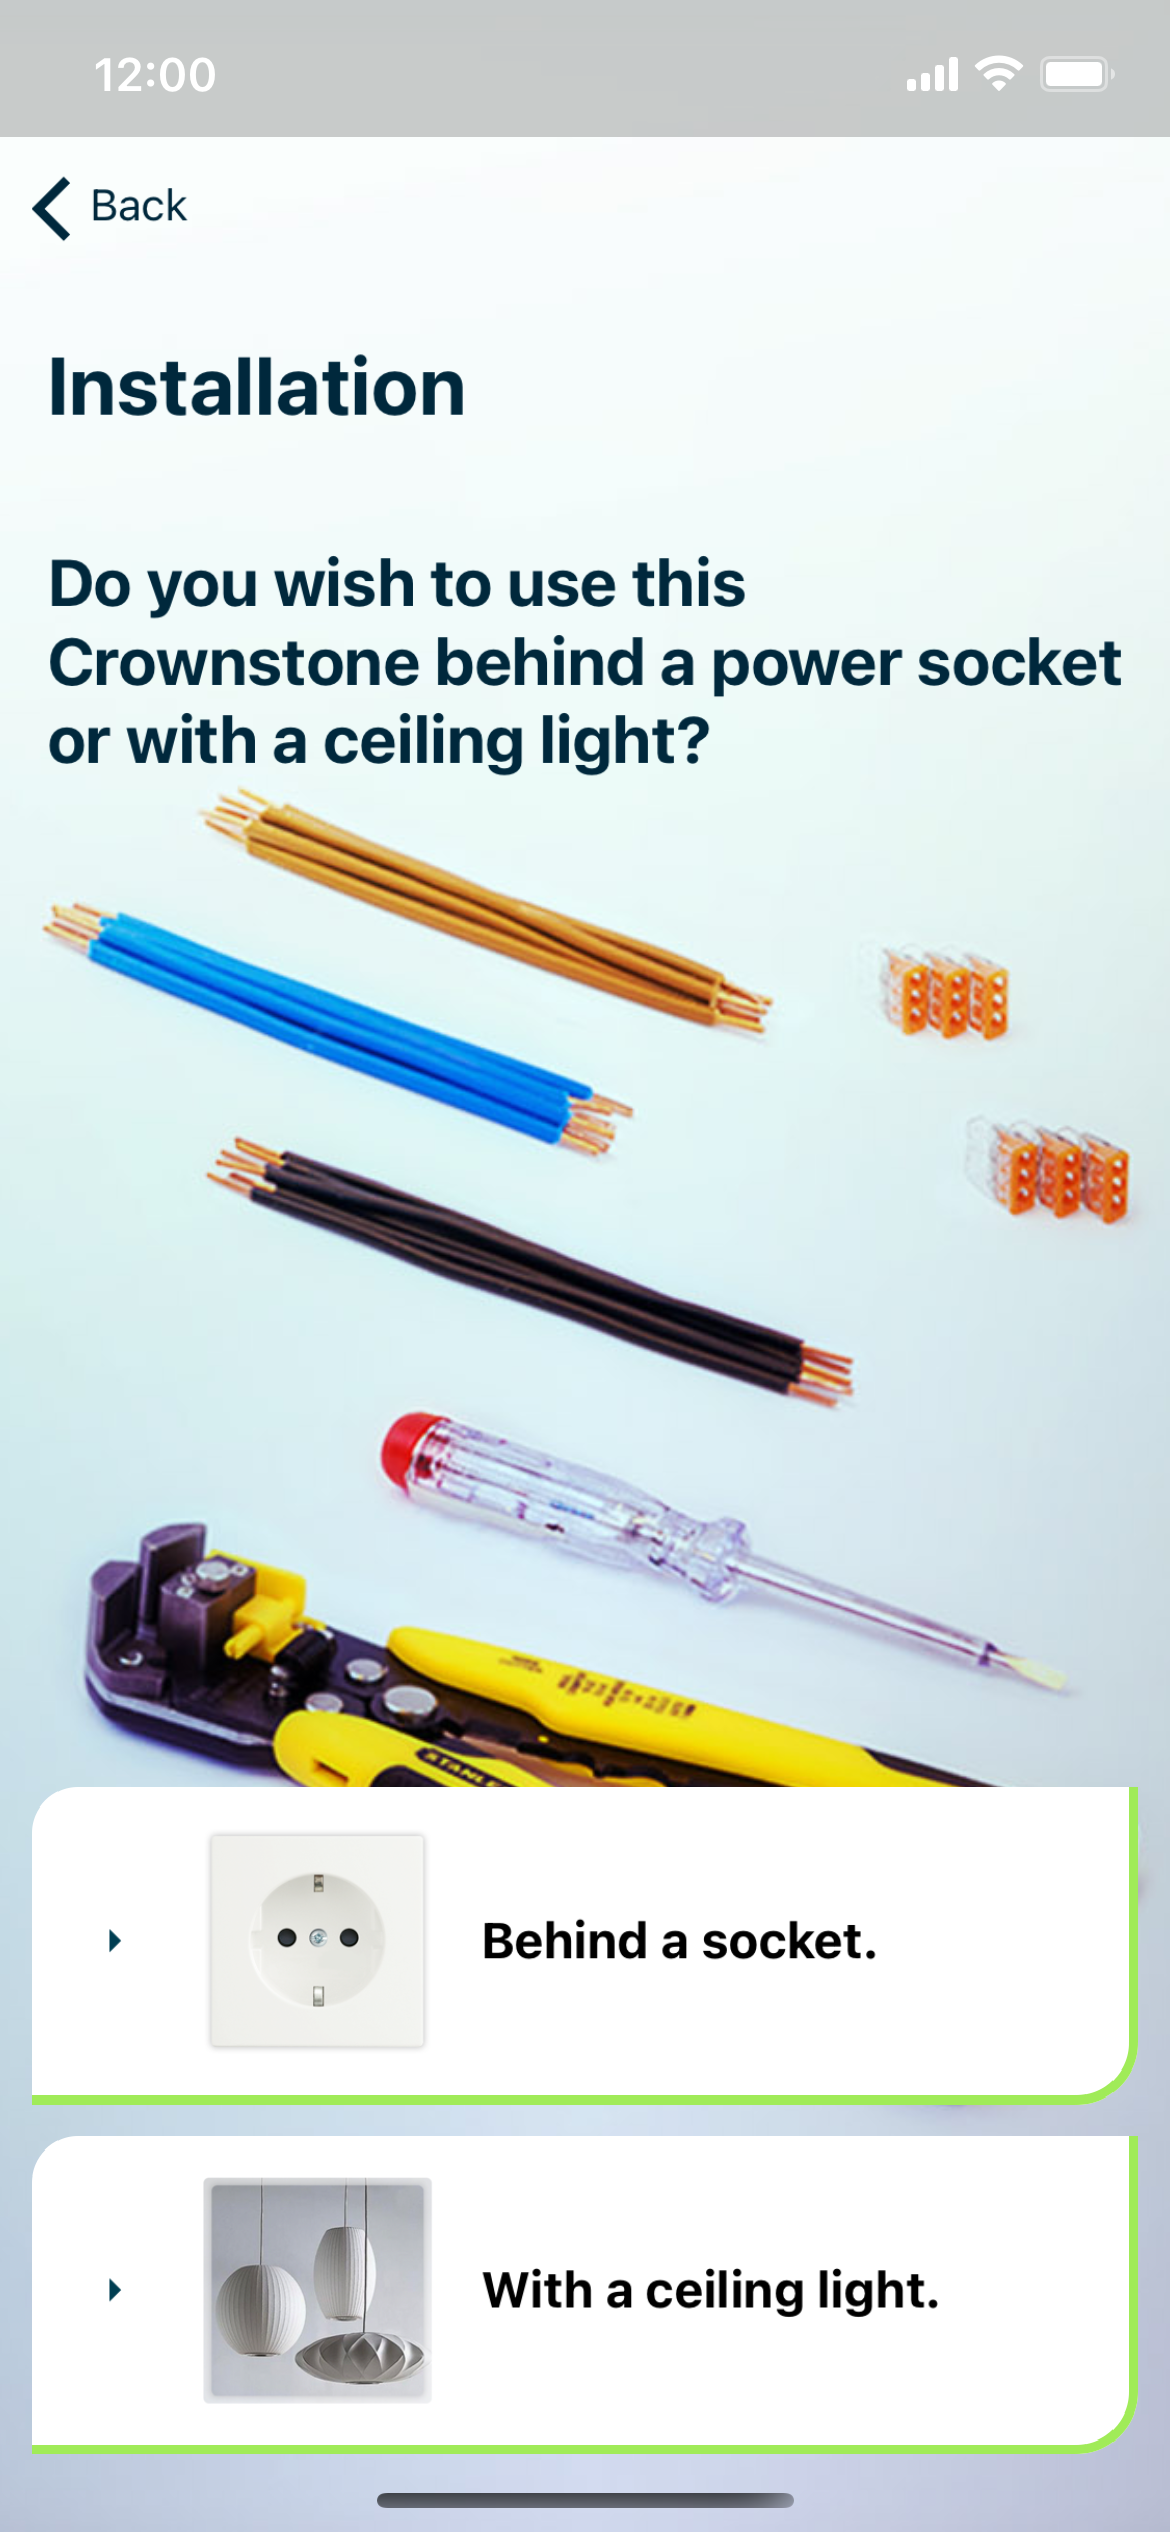 12:00
Back
Installation
Do you wish to use this
Crownstone behind a power socket
or with a ceiling light?
Behind a socket.
With a ceiling light.